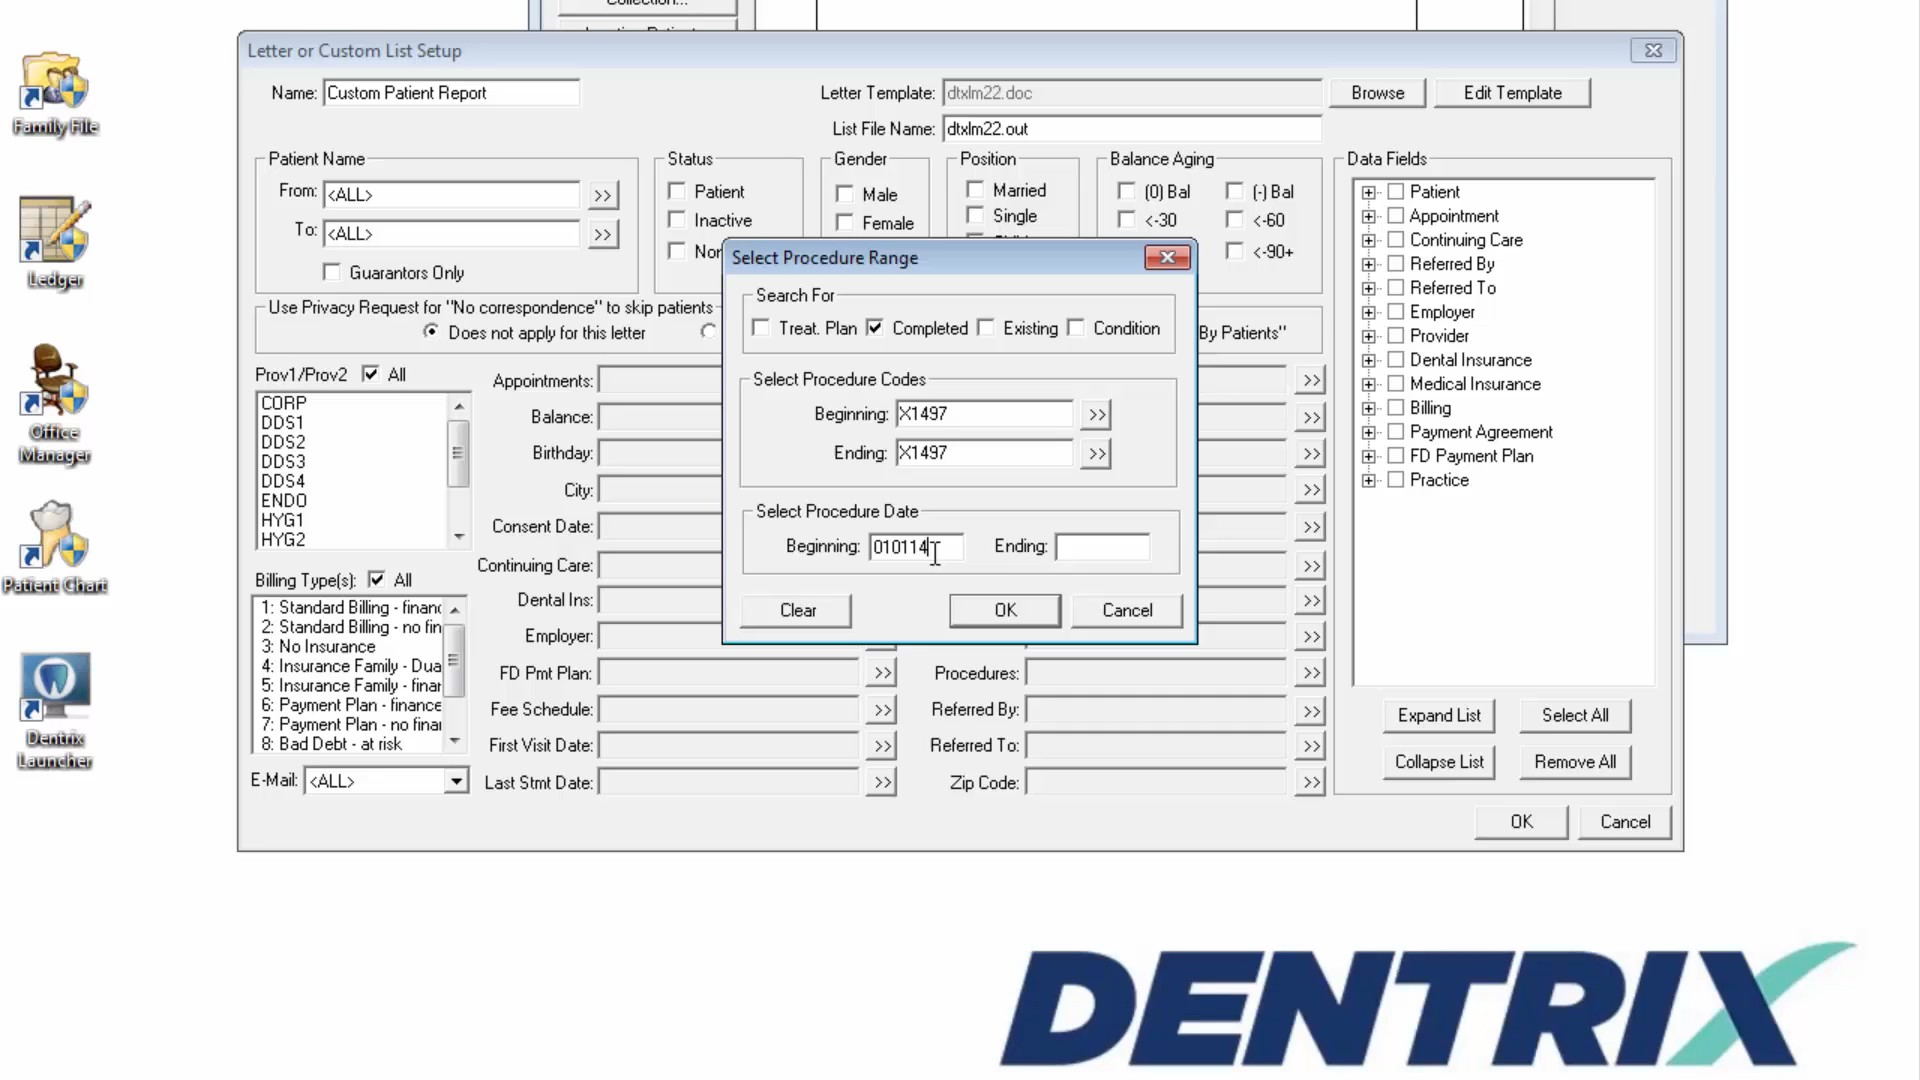 Collection...
Letter or Custom List Setup
Name: Custom Patient Report
Letter Template: dtxlm22.doc
Browse
Edit Template
List File Name: dtxlm22.out
Patient Name
From: <ALL> >>
To: <ALL> >>
Guarantors Only
Status
Patient
Inactive
Nor
Gender
Male
Female
Position
Married
Single
Balance Aging
(0) Bal
(-) Bal
<-30
<-60
<-90+
Use Privacy Request for "No correspondence" to skip patients
Does not apply for this letter
By Patients"
Prov1/Prov2
All
CORP
DDS1
DDS2
DDS3
DDS4
ENDO
HYG1
HYG2
Billing Type(s):
All
1: Standard Billing - financ
2: Standard Billing - no fin
3: No Insurance
4: Insurance Family - Dua
5: Insurance Family - finar
6: Payment Plan - finance
7: Payment Plan - no finar
8: Bad Debt - at risk
E-Mail: <ALL>
Appointments: >>
Balance: >>
Birthday: >>
City: >>
Consent Date: >>
Continuing Care: >>
Dental Ins: >>
Employer: >>
FD Pmt Plan: >>
Fee Schedule: >>
First Visit Date: >>
Last Stmt Date: >>
Procedures: >>
Referred By: >>
Referred To: >>
Zip Code: >>
Select Procedure Range
Search For
Treat. Plan
Completed
Existing
Condition
Select Procedure Codes
Beginning: X1497 >>
Ending: X1497 >>
Select Procedure Date
Beginning: 010114
Ending:
Clear
OK
Cancel
Data Fields
Patient
Appointment
Continuing Care
Referred By
Referred To
Employer
Provider
Dental Insurance
Medical Insurance
Billing
Payment Agreement
FD Payment Plan
Practice
Expand List
Select All
Collapse List
Remove All
OK
Cancel
Family File
Ledger
Office
Manager
Patient Chart
Dentrix
Launcher
DENTRIX